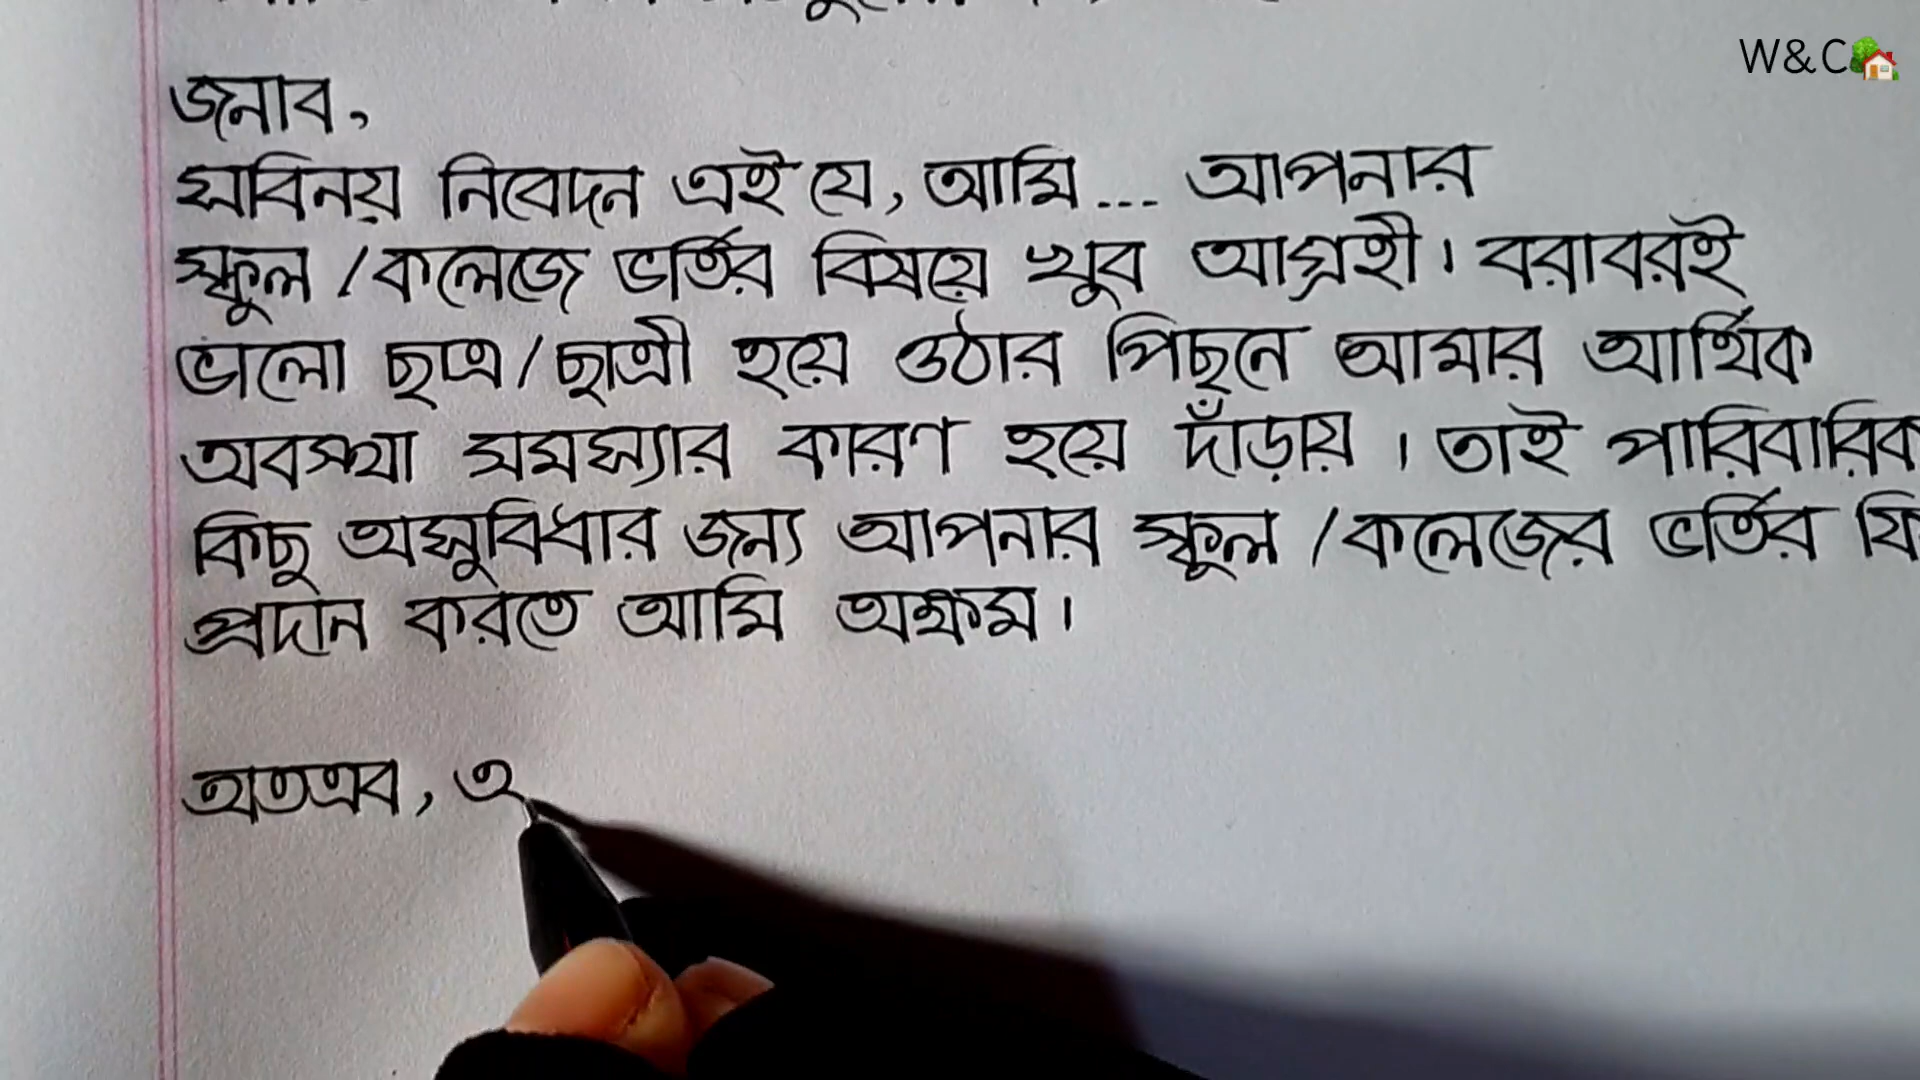 W&C
জনাব,
সবিনয় নিবেদন এই যে, আমি... আপনার
স্কুল /কলেজে ভর্তির বিষয়ে খুব আগ্রহী। বরাবরই
ভালো ছাত্র/ছাত্রী হয়ে ওঠার পিছনে আমার আর্থিক
অবস্থা সমস্যার কারণ হয়ে দাঁড়ায়। তাই পারিবারিক
কিছু অসুবিধার জন্য আপনার স্কুল /কলেজের ভর্তির ফি
প্রদান করতে আমি অক্ষম।
অতএব,